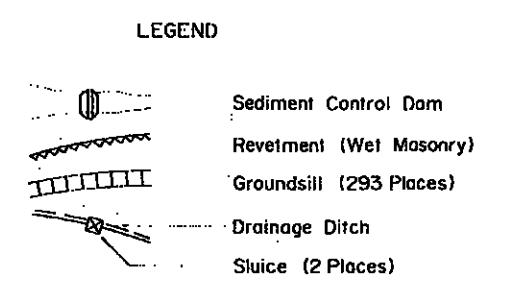 LEGEND
Sediment Control Dam
Revetment (Wet Masonry)
Groundsill (293 Places)
Drainage Ditch
Sluice (2 Places)